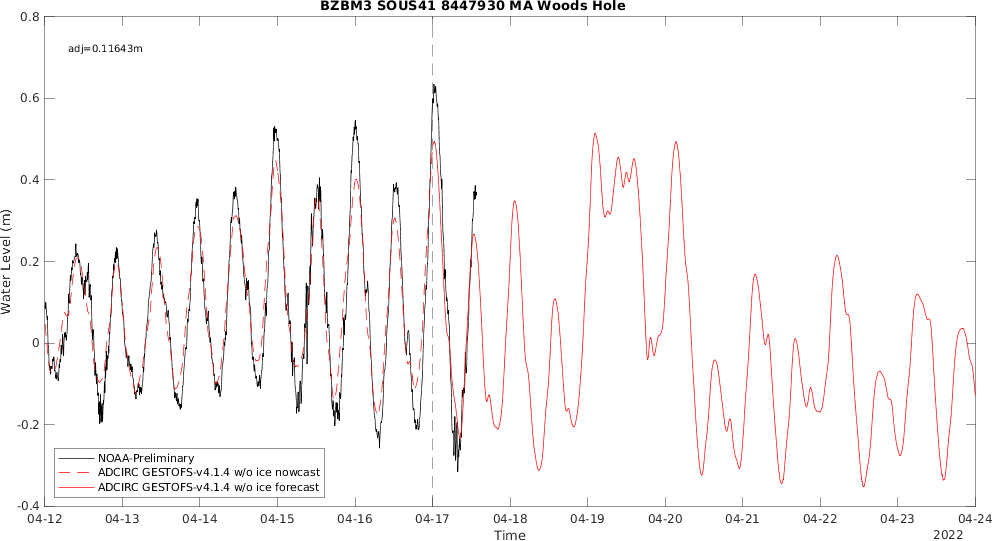 BZBM3 SOUS41 8447930 MA Woods Hole
adj=0.11643m
Water Level (m)
0.8
0.6
0.4
0.2
0
-0.2
-0.4
NOAA-Preliminary
ADCIRC GESTOFS-v4.1.4 w/o ice nowcast
ADCIRC GESTOFS-v4.1.4 w/o ice forecast
04-12 04-13 04-14 04-15 04-16 04-17 04-18 04-19 04-20 04-21 04-22 04-23 04-24
Time
2022